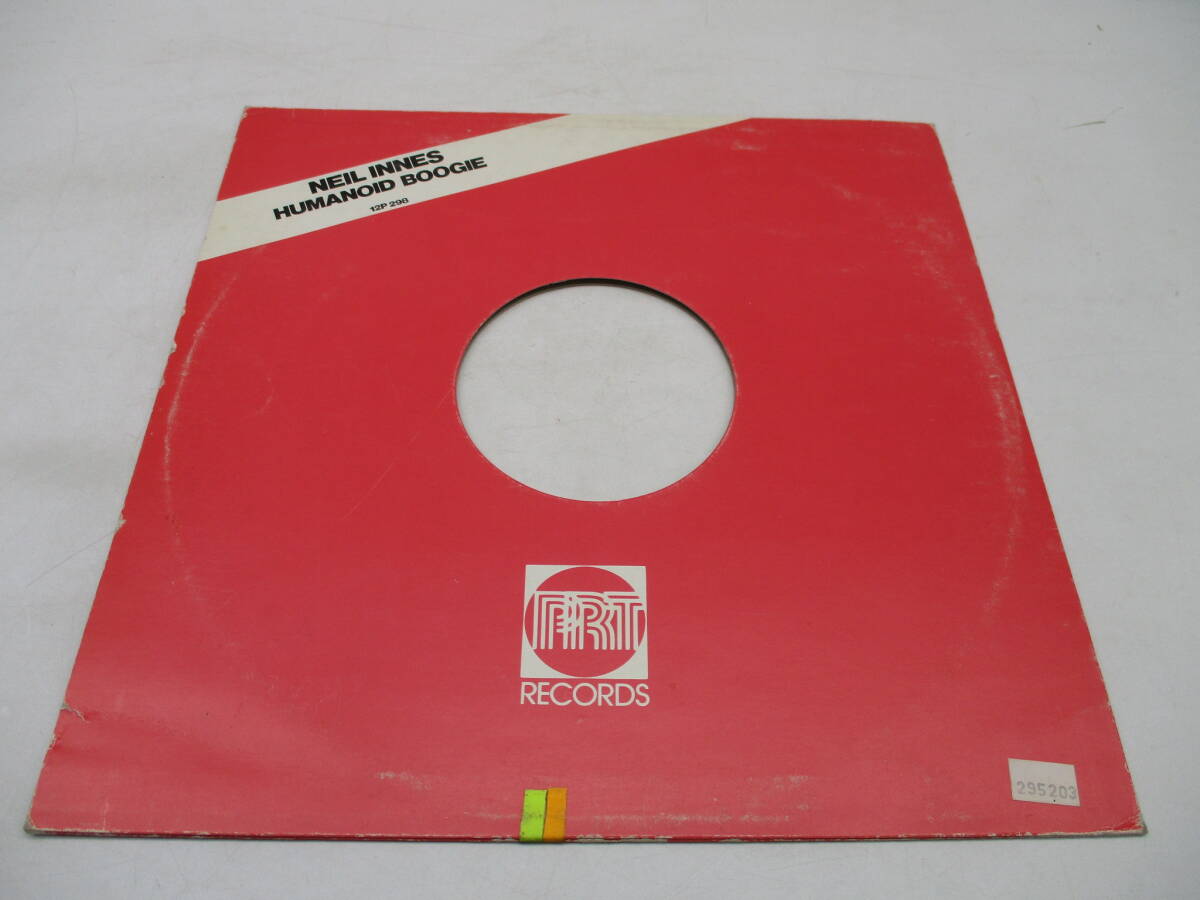 NEIL INNES
HUMANOID BOOGIE
12P 298
PRT
RECORDS
295203